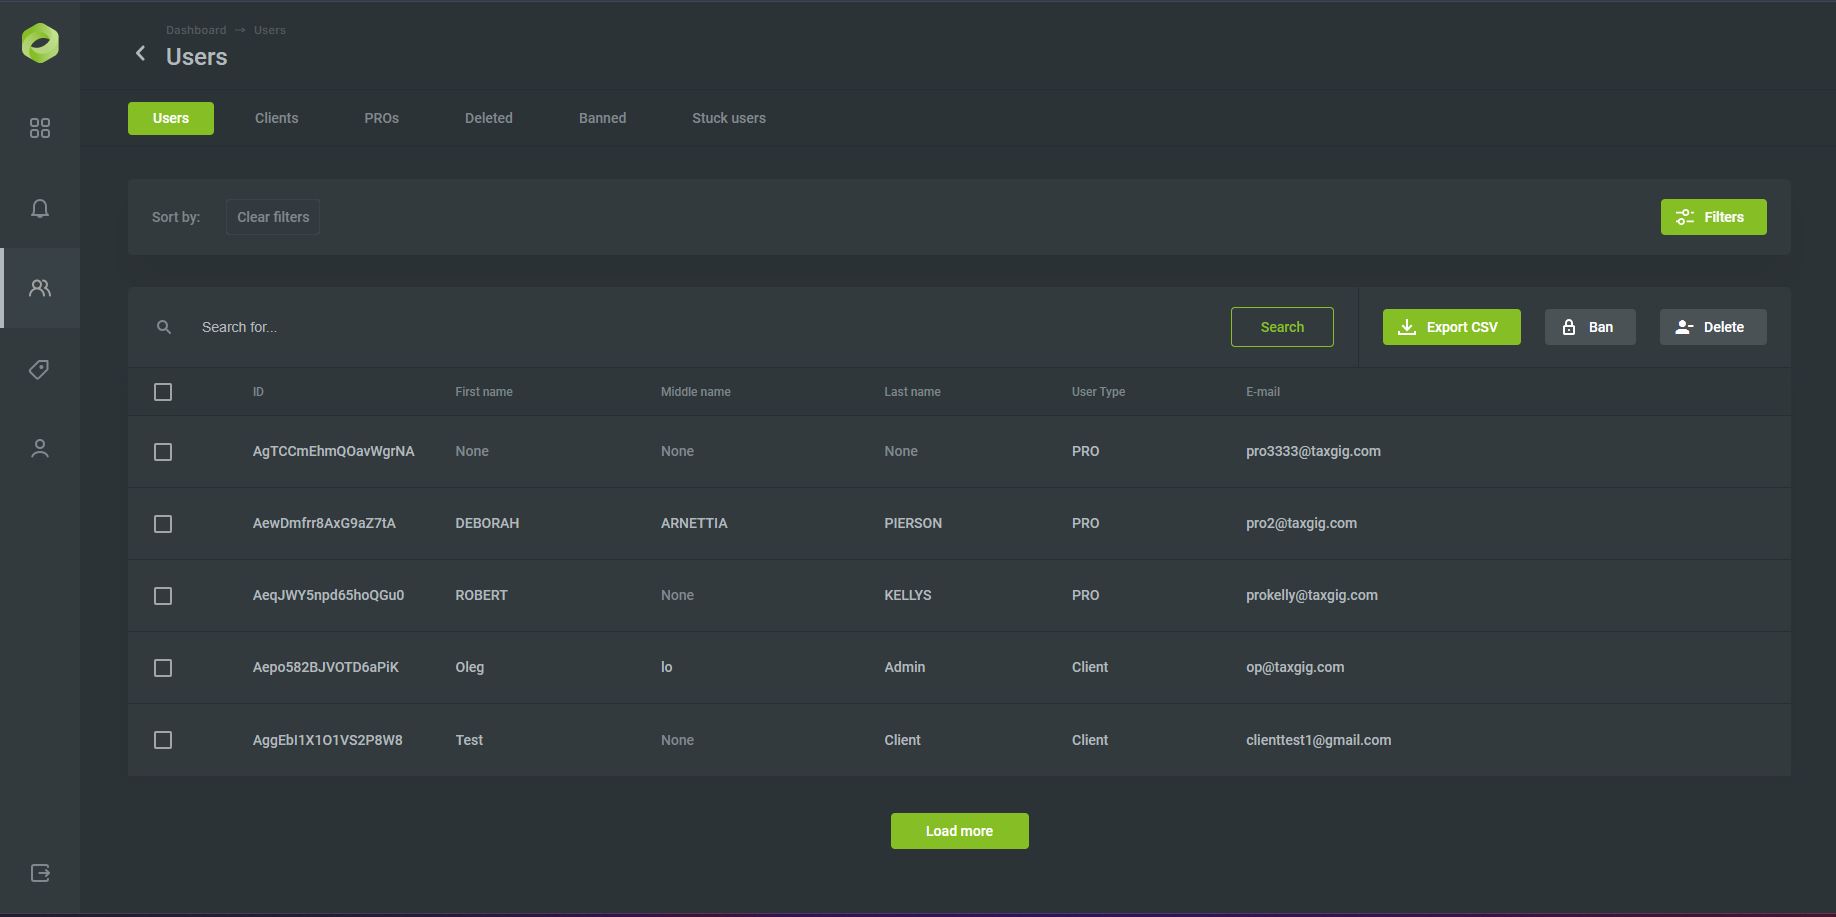 Dashboard → Users
Users
Users Clients PROs Deleted Banned Stuck users
Sort by: Clear filters Filters
Search for... Search Export CSV Ban Delete
ID First name Middle name Last name User Type E-mail
AgTCCmEhmQOavWgrNA None None None PRO pro3333@taxgig.com
AewDmfrr8AxG9aZ7tA DEBORAH ARNETTIA PIERSON PRO pro2@taxgig.com
AeqJWY5npd65hoQGu0 ROBERT None KELLYS PRO prokelly@taxgig.com
Aepo582BJVOTD6aPiK Oleg lo Admin Client op@taxgig.com
AggEbI1X1O1VS2P8W8 Test None Client Client clienttest1@gmail.com
Load more